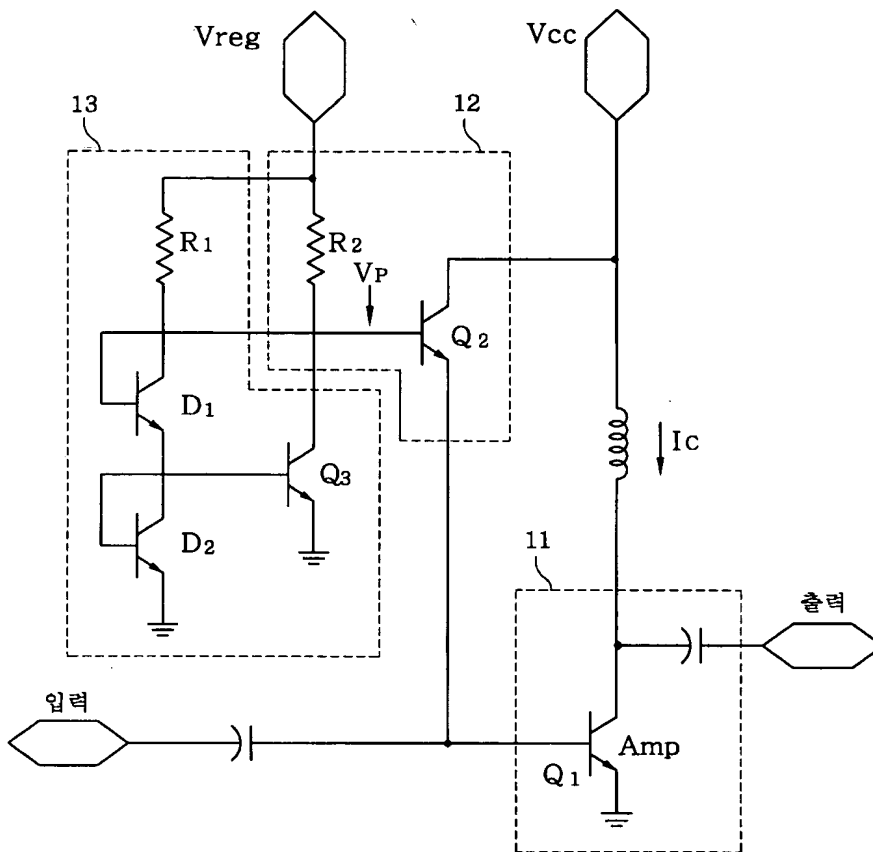 Vreg
Vcc
13
12
R1
R2
VP
Q2
D1
Ic
Q3
D2
11
출력
입력
Amp
Q1